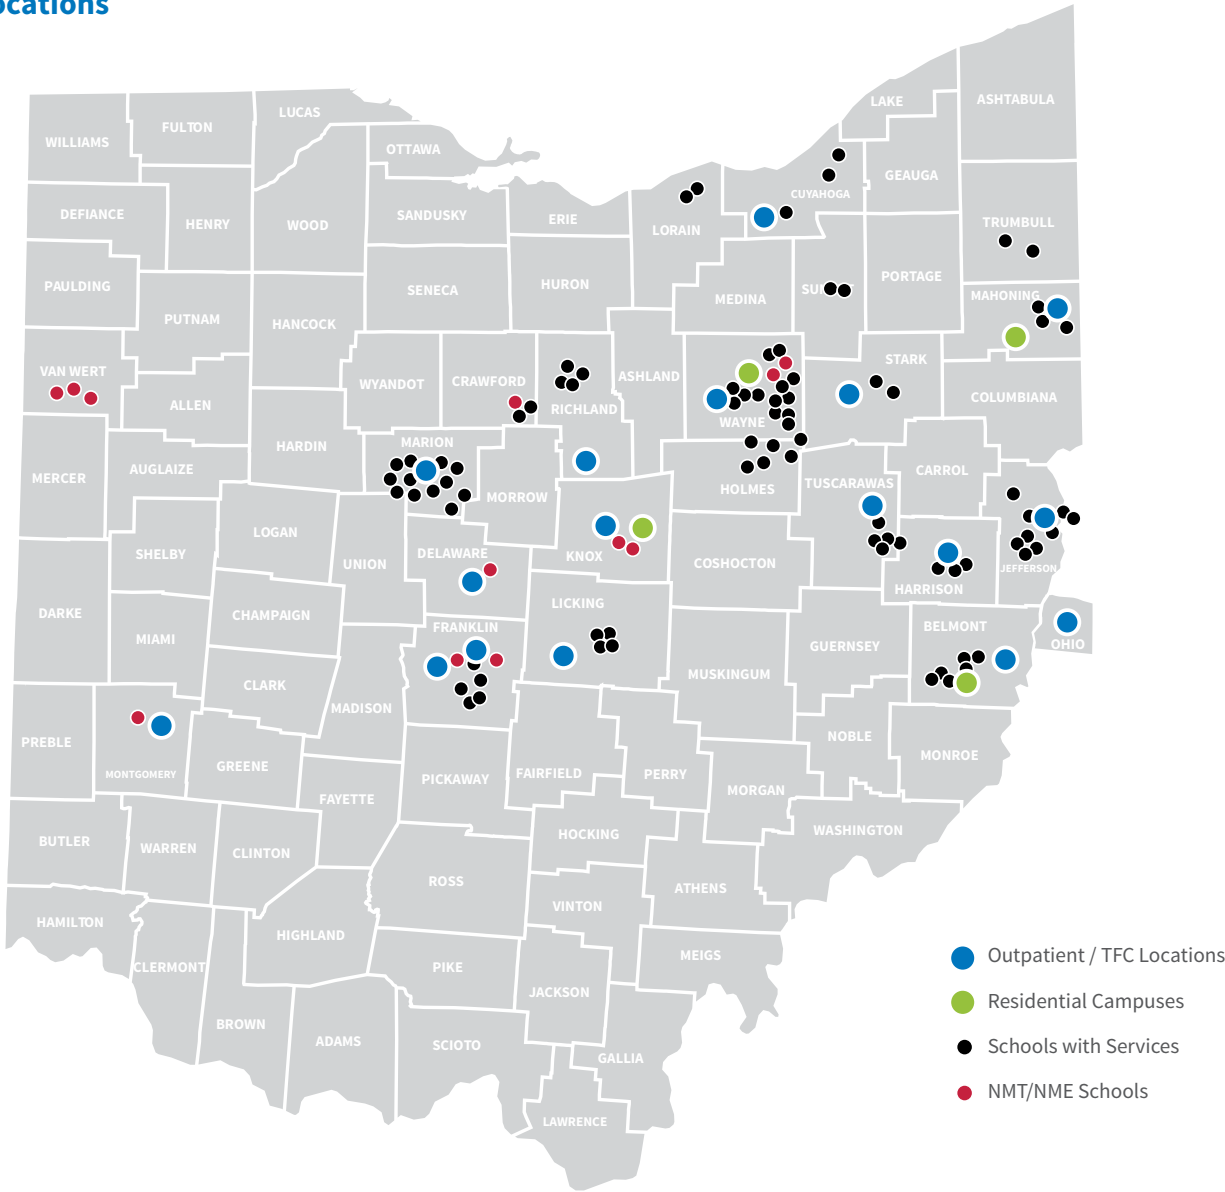 ocations
LAKE
ASHTABULA
LUCAS
FULTON
WILLIAMS
OTTAWA
GEAUGA
CUYAHOGA
DEFIANCE
HENRY
WOOD
SANDUSKY
ERIE
LORAIN
TRUMBULL
PAULDING
SENECA
HURON
MEDINA
SU
PORTAGE
MAHONING
PUTNAM
HANCOCK
VAN WERT
WYANDOT
CRAWFORD
ASHLAND
STARK
ALLEN
RICHLAND
WAYNE
COLUMBIANA
HARDIN
MARION
MERCER
AUGLAIZE
MORROW
HOLMES
TUSCARAWAS
CARROL
LOGAN
SHELBY
UNION
DELAWARE
KNOX
COSHOCTON
HARRISON
JEFFERSON
DARKE
CHAMPAIGN
LICKING
MIAMI
FRANKLIN
GUERNSEY
BELMONT
OHIO
CLARK
MADISON
MUSKINGUM
PREBLE
MONTGOMERY
GREENE
PICKAWAY
FAIRFIELD
PERRY
NOBLE
MONROE
FAYETTE
MORGAN
BUTLER
WARREN
CLINTON
HOCKING
WASHINGTON
ROSS
ATHENS
VINTON
HAMILTON
HIGHLAND
CLERMONT
PIKE
MEIGS
JACKSON
BROWN
ADAMS
SCIOTO
GALLIA
LAWRENCE
Outpatient / TFC Locations
Residential Campuses
Schools with Services
NMT/NME Schools